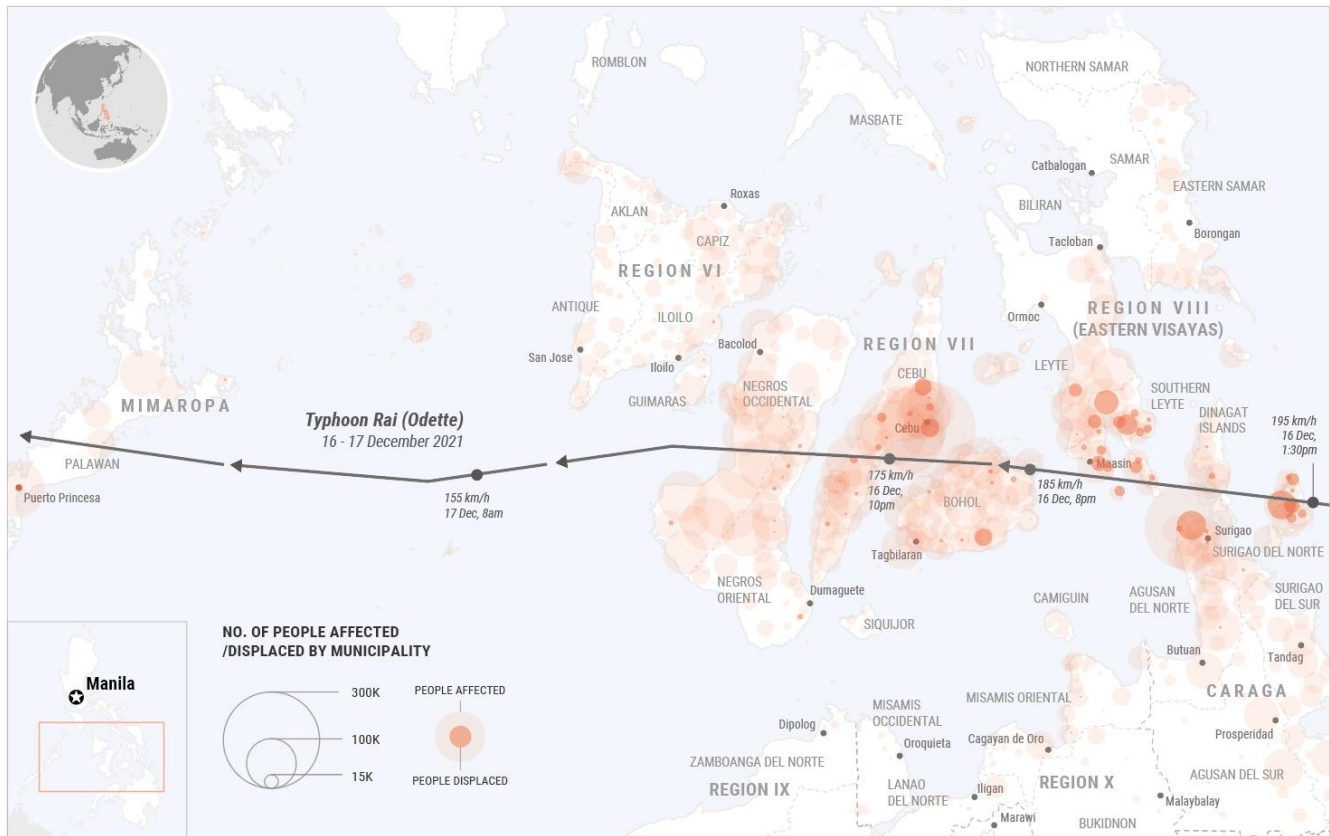 ROMBLON
NORTHERN SAMAR
MASBATE
Catbalogan
SAMAR
EASTERN SAMAR
BILIRAN
Borongan
Tacloban
Roxas
AKLAN
CAPIZ
REGION VI
ANTIQUE
ILOILO
San Jose
Iloilo
GUIMARAS
Bacolod
NEGROS
OCCIDENTAL
REGION VII
CEBU
Cebu
Ormoc
REGION VIII
(EASTERN VISAYAS)
LEYTE
SOUTHERN
LEYTE
DINAGAT
ISLANDS
195 km/h
16 Dec,
1:30pm
MIMAROPA
Typhoon Rai (Odette)
16 - 17 December 2021
PALAWAN
Puerto Princesa
155 km/h
17 Dec, 8am
175 km/h
16 Dec,
10pm
185 km/h
16 Dec, 8pm
Maasin
BOHOL
Tagbilaran
Surigao
SURIGAO DEL NORTE
NEGROS
ORIENTAL
Dumaguete
SIQUIJOR
CAMIGUIN
AGUSAN
DEL NORTE
SURIGAO
DEL SUR
Butuan
Tandag
CARAGA
Prosperidad
AGUSAN DEL SUR
MISAMIS ORIENTAL
MISAMIS
OCCIDENTAL
Dipolog
Oroquieta
Cagayan de Oro
ZAMBOANGA DEL NORTE
REGION IX
LANAO
DEL NORTE
Iligan
REGION X
Malaybalay
Marawi
BUKIDNON
Manila
NO. OF PEOPLE AFFECTED
/DISPLACED BY MUNICIPALITY
300K
100K
15K
PEOPLE AFFECTED
PEOPLE DISPLACED